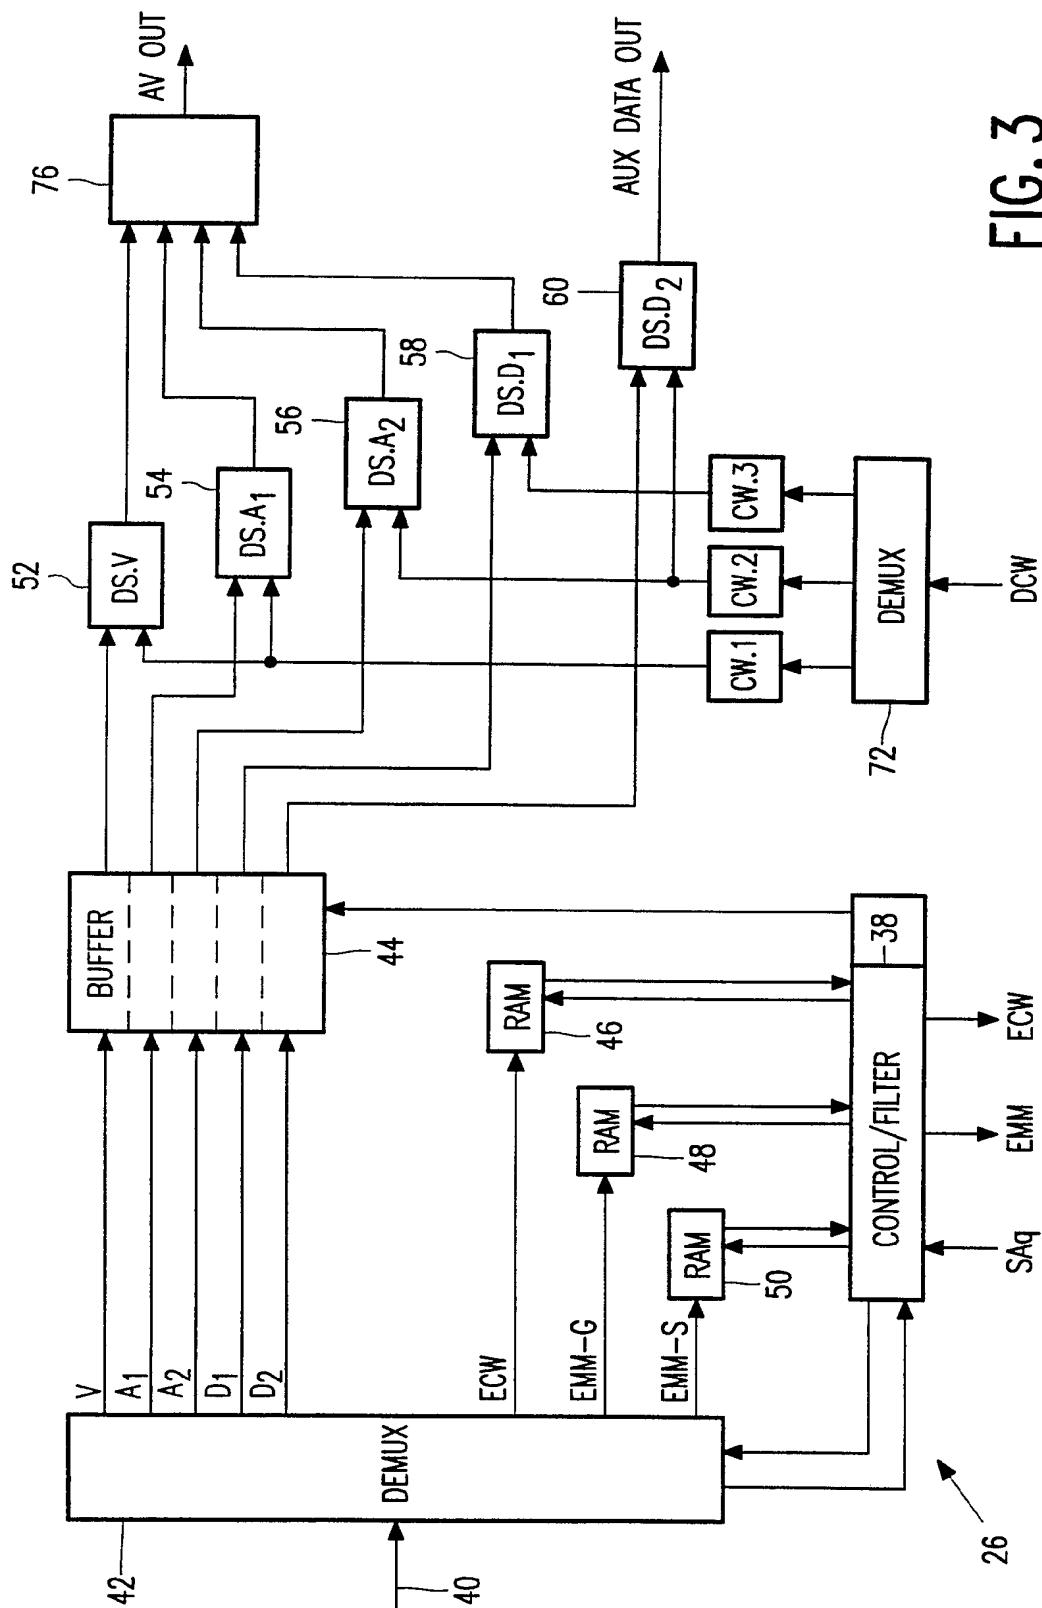 42
DEMUX
40
V
A1
A2
D1
D2
ECW
EMM-G
EMM-S
BUFFER
44
RAM
46
RAM
48
RAM
50
CONTROL/FILTER
38
SAq
EMM
ECW
26
52
DS.V
54
DS.A1
56
DS.A2
58
DS.D1
60
DS.D2
CW.1
CW.2
CW.3
DEMUX
72
DCW
76
AV OUT
AUX DATA OUT
FIG. 3